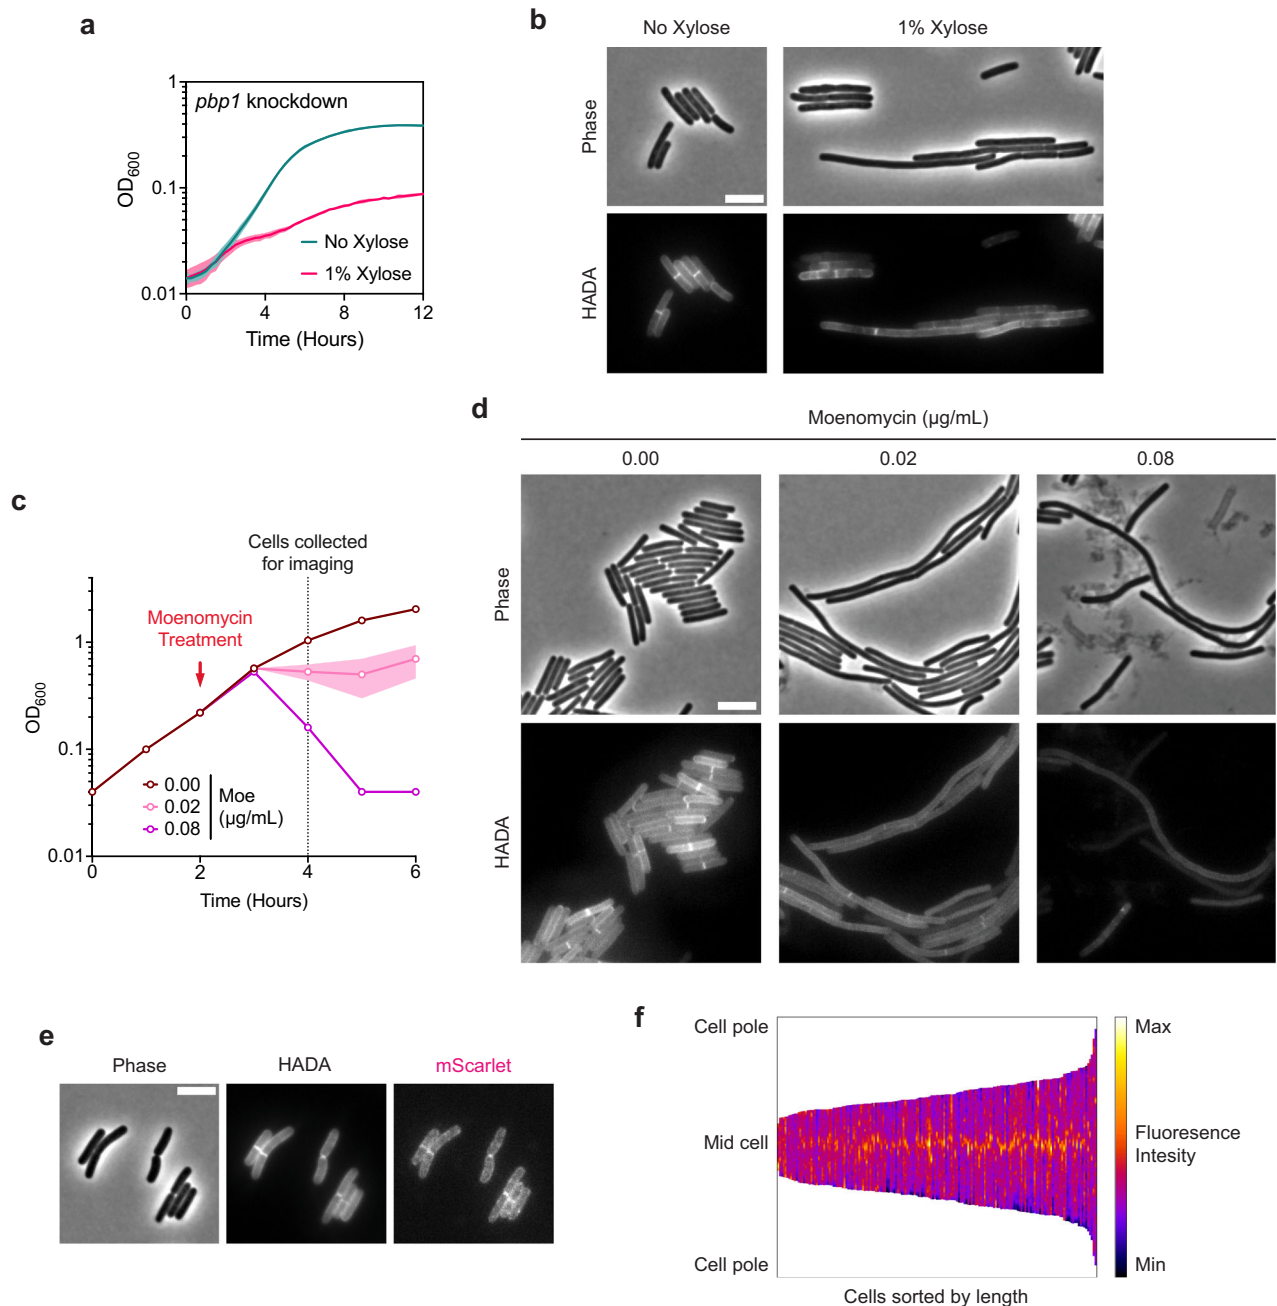 a
1
pbp1 knockdown
OD600
0.1
No Xylose
1% Xylose
0.01
0
4
8
12
Time (Hours)
b
No Xylose
1% Xylose
Phase
HADA
c
Cells collected
for imaging
Moenomycin
Treatment
1
OD600
0.1
0.00
0.02
0.08
Moe
(µg/mL)
0.01
0
2
4
6
Time (Hours)
d
Moenomycin (µg/mL)
0.00
0.02
0.08
Phase
HADA
e
Phase
HADA
mScarlet
f
Cell pole
Mid cell
Cell pole
Cells sorted by length
Max
Fluoresence
Intesity
Min